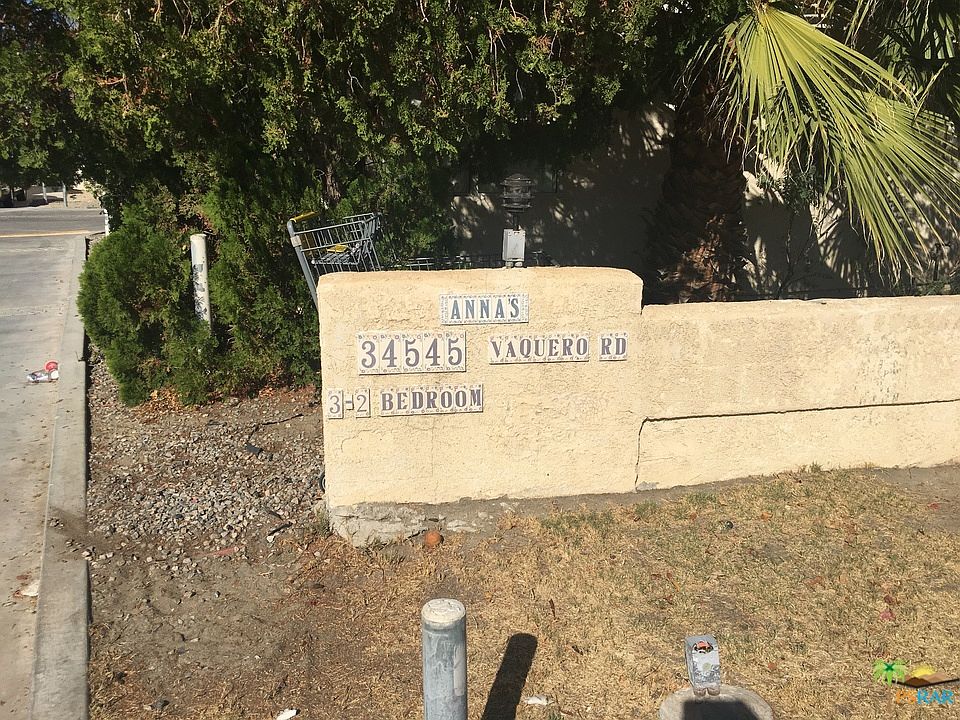 ANNA'S
34545 VAQUERO RD
3-2 BEDROOM